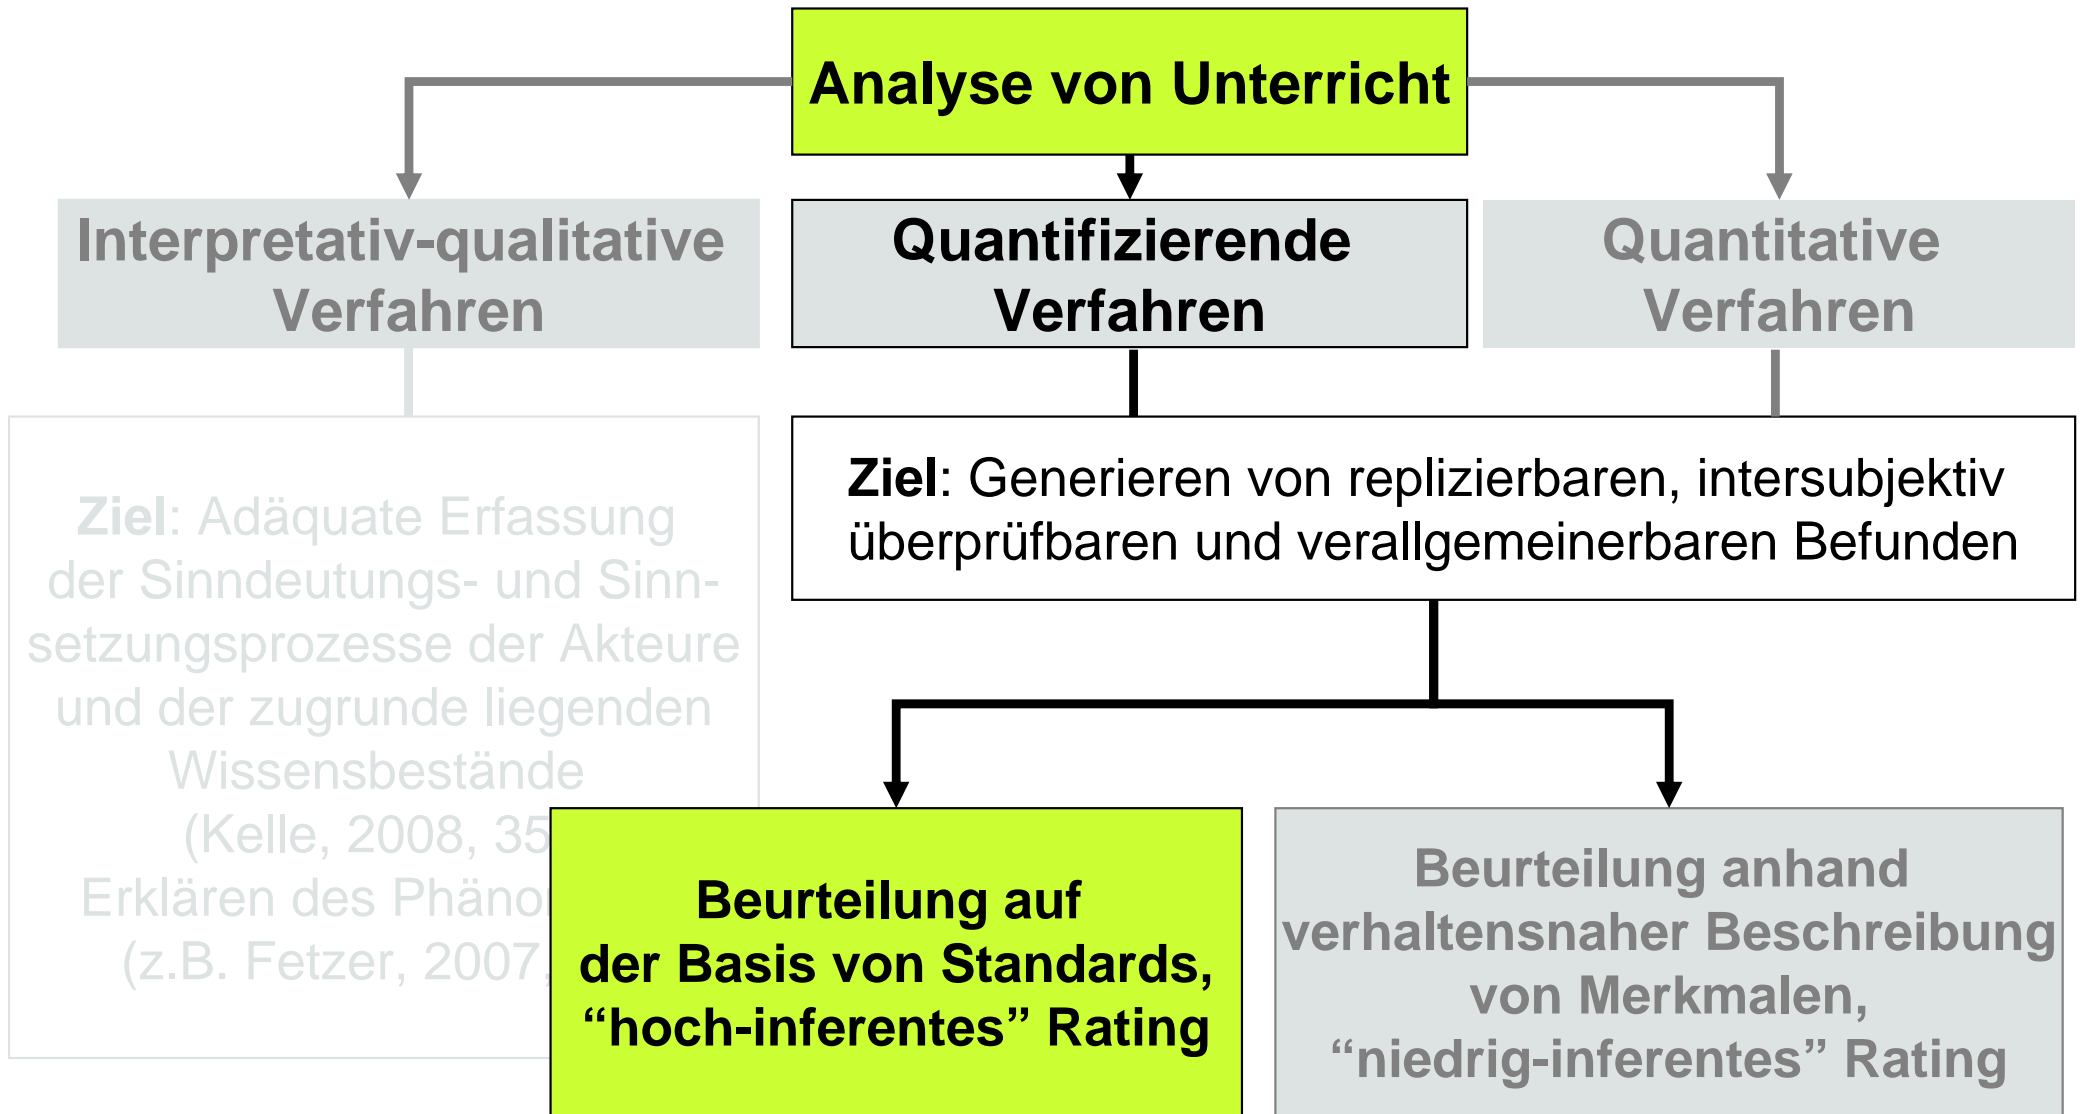 Analyse von Unterricht
Interpretativ-qualitative
Verfahren
Quantifizierende
Verfahren
Quantitative
Verfahren
Ziel: Adäquate Erfassung
der Sinndeutungs- und Sinn-
setzungsprozesse der Akteure
und der zugrunde liegenden
Wissensbestände
(Kelle, 2008, 35
Erklären des
(z.B. Fetzer, 2007,
Ziel: Generieren von replizierbaren, intersubjektiv
überprüfbaren und verallgemeinerbaren Befunden
Beurteilung auf
der Basis von Standards,
“hoch-inferentes” Rating
Beurteilung anhand
verhaltensnaher Beschreibung
von Merkmalen,
“niedrig-inferentes” Rating